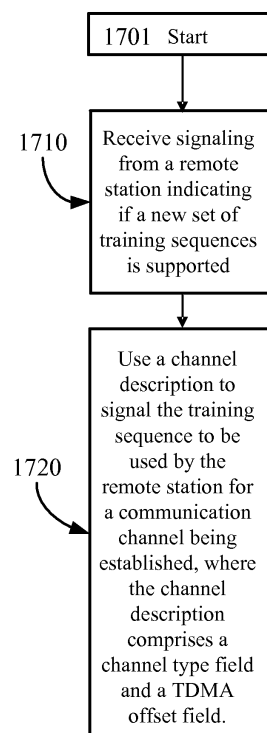 1701 Start
1710
Receive signaling
from a remote
station indicating
if a new set of
training sequences
is supported
1720
Use a channel
description to
signal the training
sequence to be
used by the
remote station for
a communication
channel being
established, where
the channel
description
comprises a
channel type field
and a TDMA
offset field.